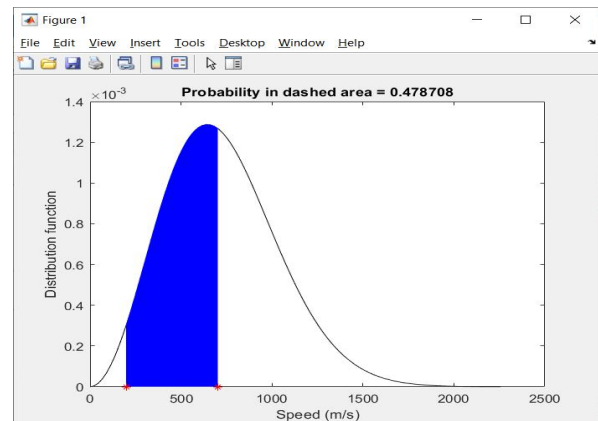 Figure 1
File Edit View Insert Tools Desktop Window Help
Probability in dashed area = 0.478708
×10-3
1.4
1.2
1
0.8
0.6
0.4
0.2
0
Distribution function
0 500 1000 1500 2000 2500
Speed (m/s)